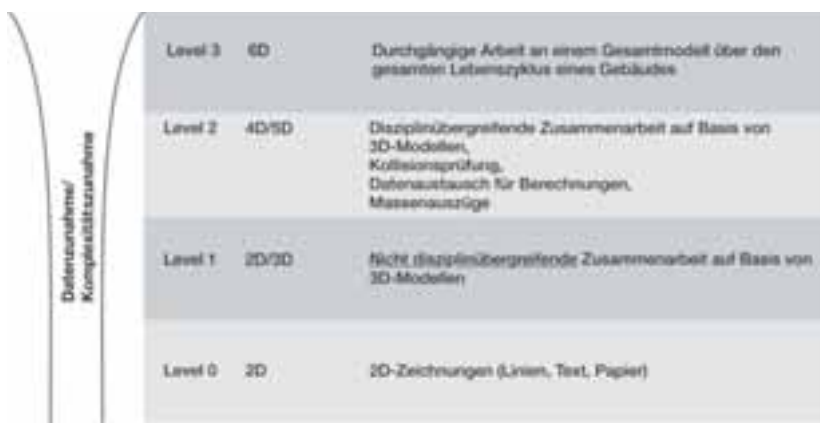 Level 3 6D Durchgängige Arbeit an einem Gesamtmodell über den
gesamten Lebenszyklus eines Gebäudes
Level 2 4D/5D Disziplinübergreifende Zusammenarbeit auf Basis von
3D-Modellen,
Kollisionsprüfung,
Datenaustausch für Berechnungen,
Massenauszüge
Level 1 2D/3D Nicht disziplinübergreifende Zusammenarbeit auf Basis von
3D-Modellen
Level 0 2D 2D-Zeichnungen (Linien, Text, Papier)
Datenzunahme/
Komplexitätszunahme